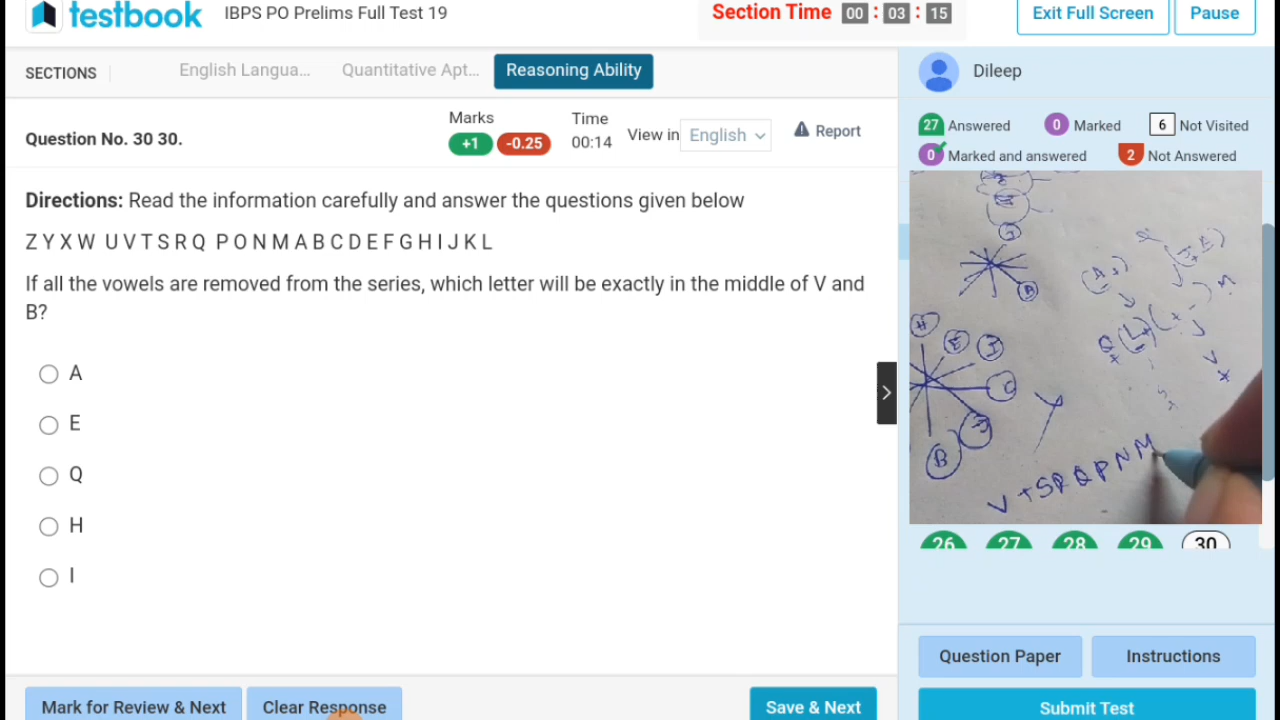 testbook IBPS PO Prelims Full Test 19 Section Time 00 : 03 : 15 Exit Full Screen Pause
SECTIONS English Langua... Quantitative Apt... Reasoning Ability
Dileep
Question No. 30 30.
Marks
+1 -0.25
Time
00:14
View in English
Report
27 Answered 0 Marked 6 Not Visited
0 Marked and answered 2 Not Answered
Directions: Read the information carefully and answer the questions given below
Z Y X W U V T S R Q P O N M A B C D E F G H I J K L
If all the vowels are removed from the series, which letter will be exactly in the middle of V and
B?
A
E
Q
H
I
V T S R Q P N M
26 27 28 29 30
Question Paper Instructions
Mark for Review & Next Clear Response Save & Next Submit Test